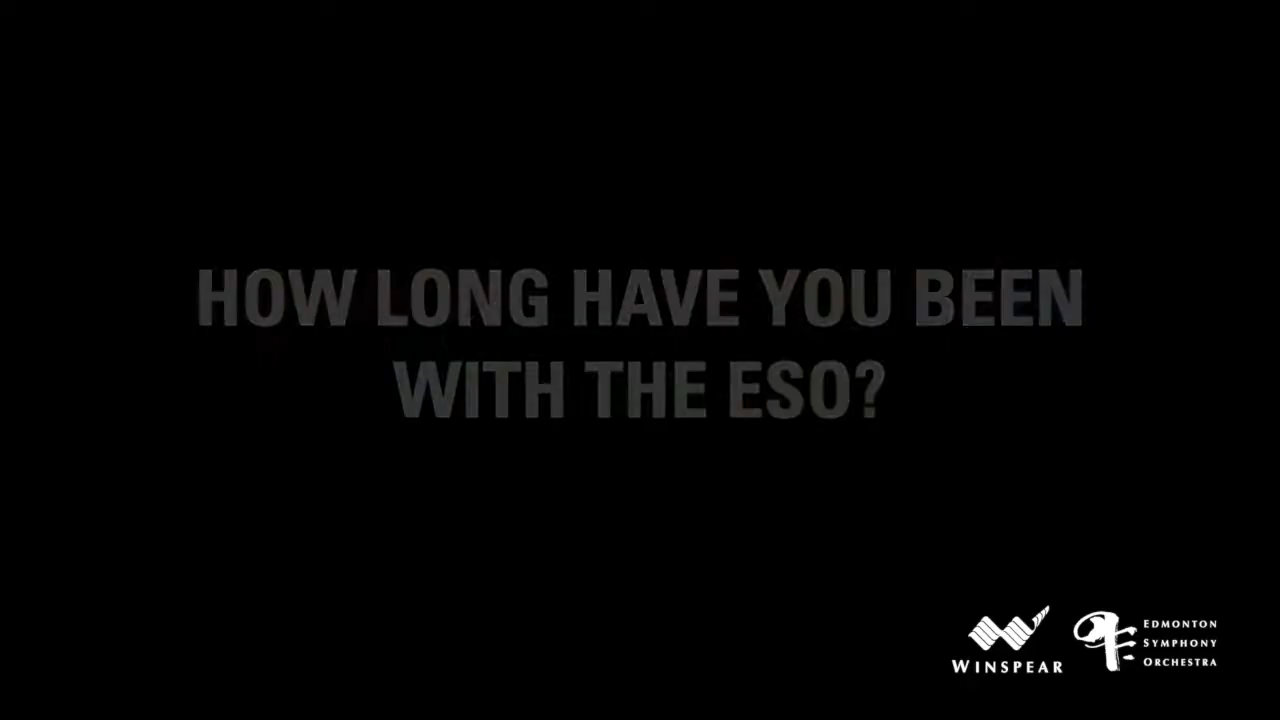 HOW LONG HAVE YOU BEEN
WITH THE ESO?
WINSPEAR
EDMONTON
SYMPHONY
ORCHESTRA